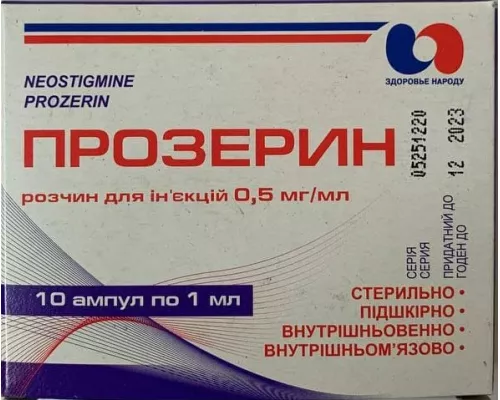 NEOSTIGMINE
PROZERIN
ЗДОРОВЬЕ НАРОДУ
ПРОЗЕРИН
розчин для ін'єкцій 0,5 мг/мл
10 ампул по 1 мл
СЕРІЯ
СЕРИЯ
05251220
ПРИДАТНИЙ ДО
ГОДЕН ДО
12 2023
СТЕРИЛЬНО •
ПІДШКІРНО •
ВНУТРІШНЬОВЕННО •
ВНУТРІШНЬОМ'ЯЗОВО •